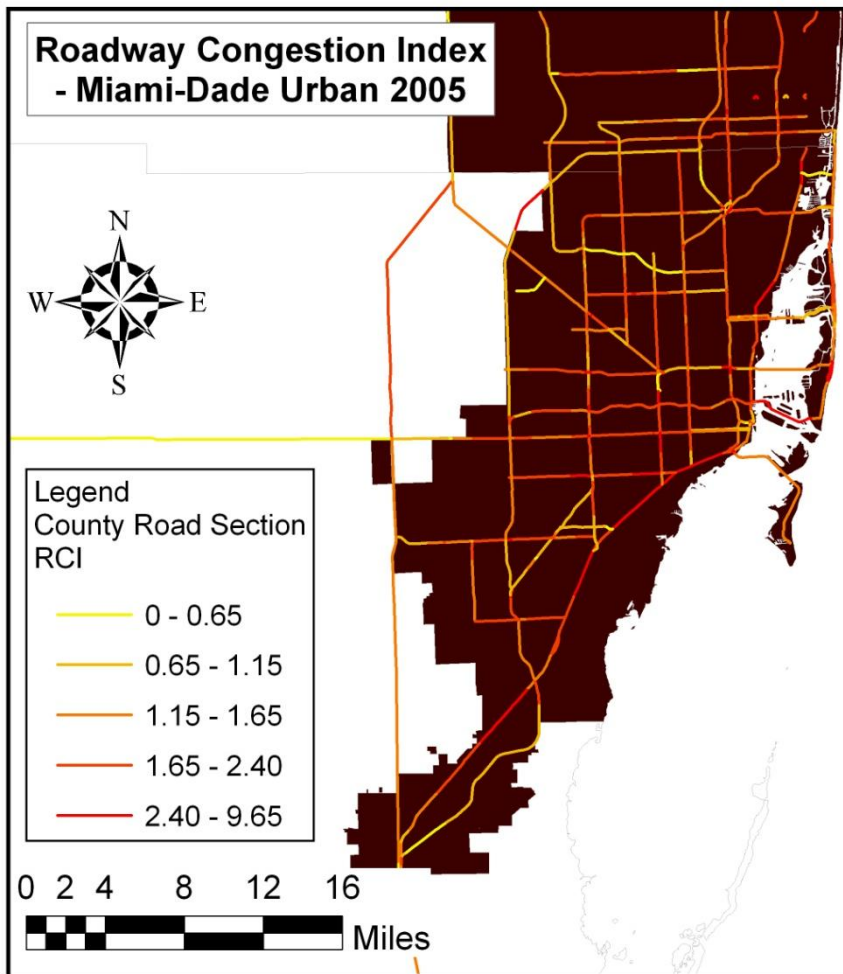 Roadway Congestion Index
- Miami-Dade Urban 2005
N
W E
S
Legend
County Road Section
RCI
0 - 0.65
0.65 - 1.15
1.15 - 1.65
1.65 - 2.40
2.40 - 9.65
0 2 4 8 12 16
Miles